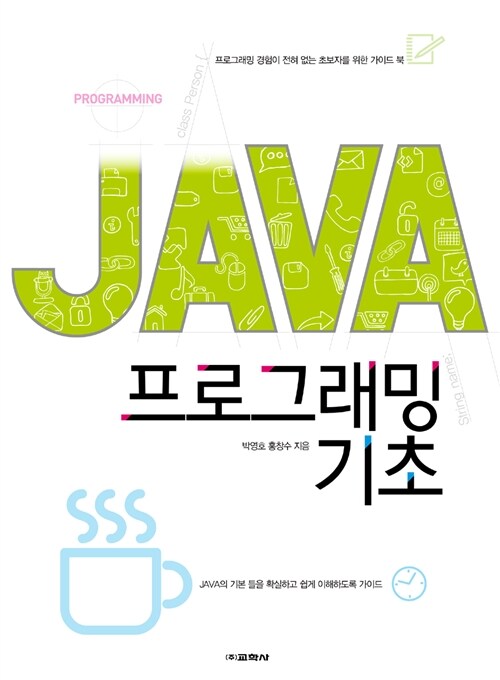 프로그래밍 경험이 전혀 없는 초보자를 위한 가이드 북
PROGRAMMING
class Person {
JAVA
String name;
프로그래밍
박영호 홍창수 지음
기초
JAVA의 기본 틀을 확실하고 쉽게 이해하도록 가이드
(주)교학사